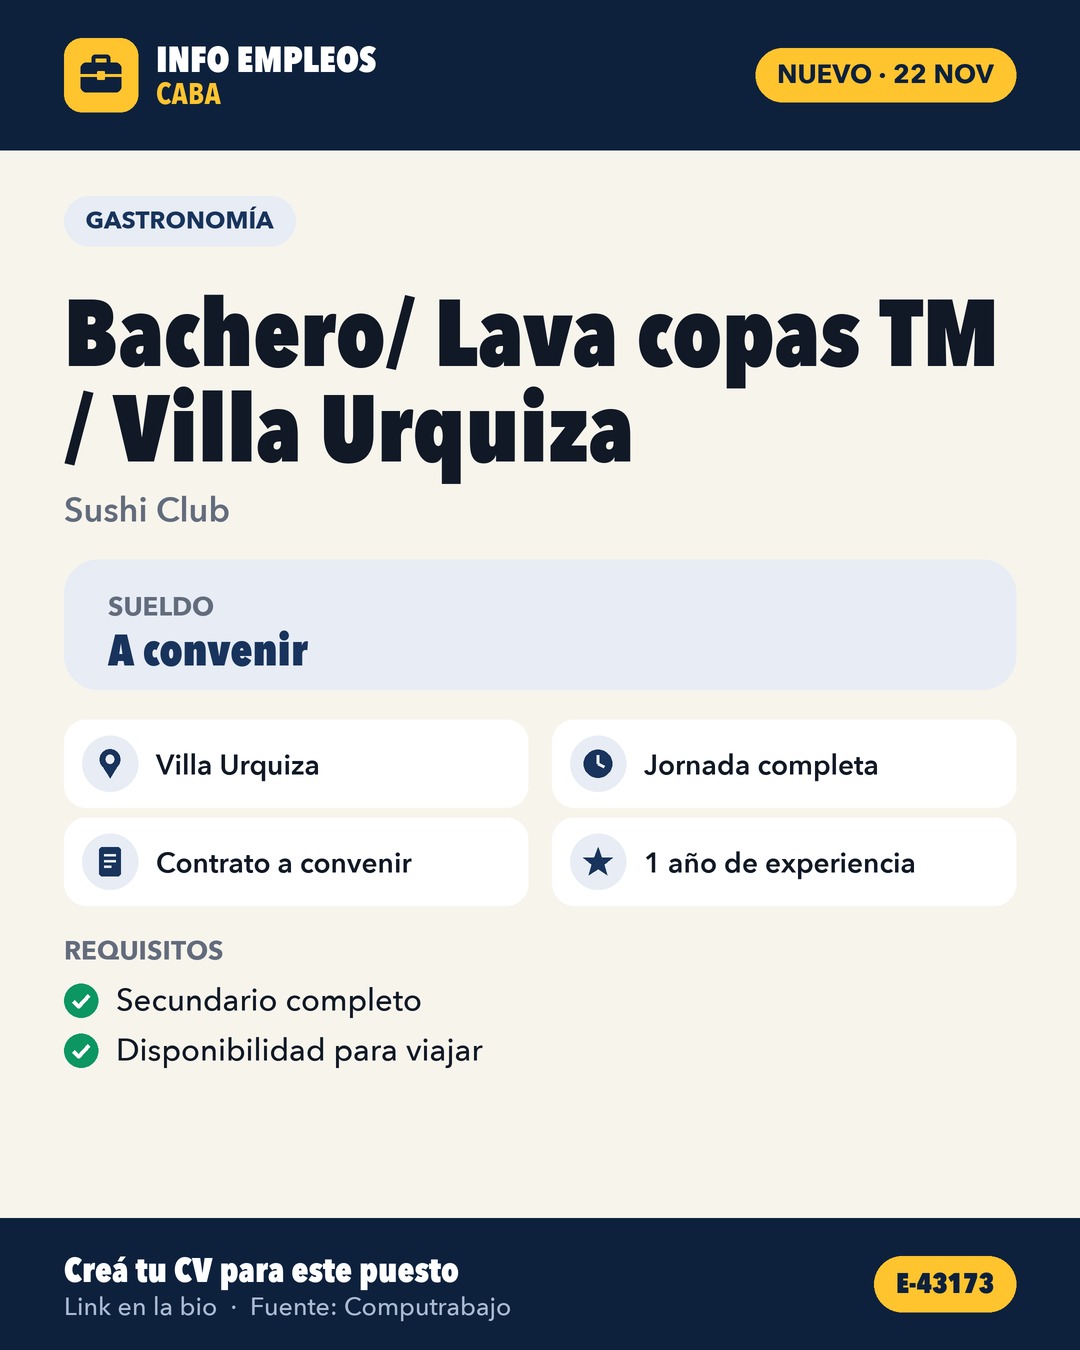 INFO EMPLEOS
CABA
NUEVO · 22 NOV
GASTRONOMÍA
Bachero/ Lava copas TM
/ Villa Urquiza
Sushi Club
SUELDO
A convenir
Villa Urquiza
Jornada completa
Contrato a convenir
1 año de experiencia
REQUISITOS
Secundario completo
Disponibilidad para viajar
Creá tu CV para este puesto
Link en la bio · Fuente: Computrabajo
E-43173